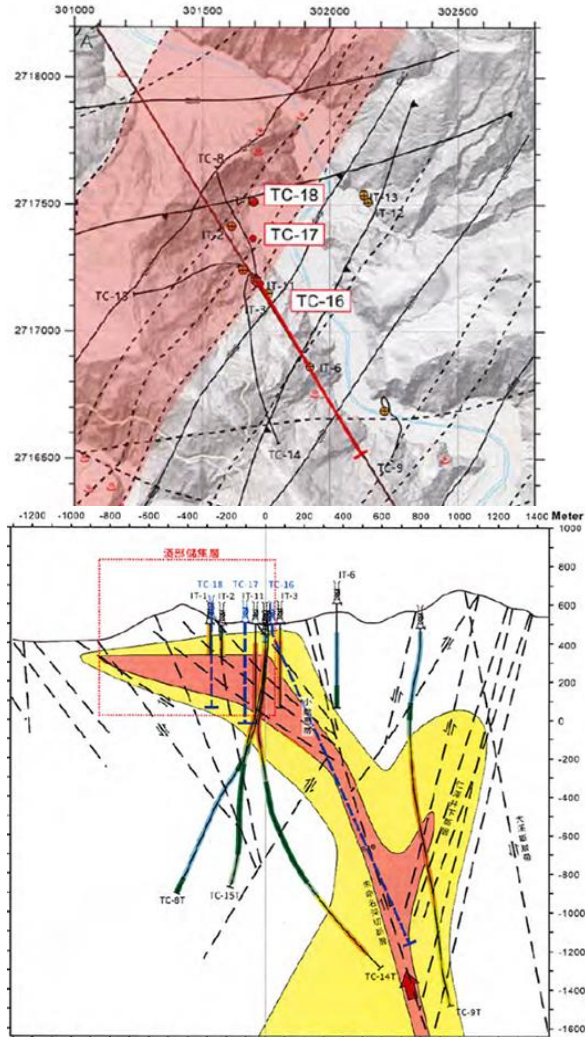 301000 301500 302000 302500
A
2718000
TC-8
TC-18
IT-13
2717500
IT-12
IT-2
TC-17
TC-15
IT-11
2717000
IT-3
TC-16
IT-6
2716500
TC-14
TC-9
-1200 -1000 -800 -600 -400 -200 0 200 400 600 800 1000 1200 1400 Meter
1000
酒形儲集層
IT-6
800
TC-18 TC-17 TC-16
IT-1 IT-2 IT-11 IT-3
600
400
200
0
-200
-400
-600
-800
TC-8T
TC-15T
-1000
-1200
TC-14T
-1400
TC-9T
-1600